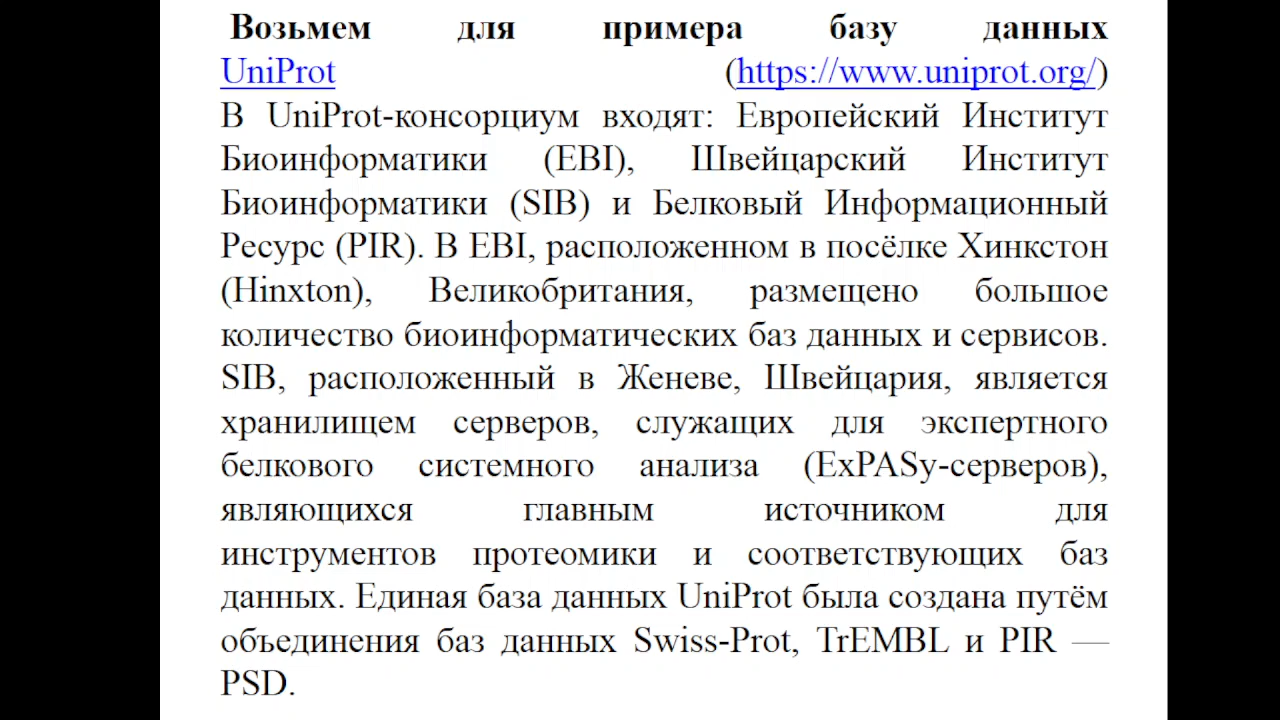 Возьмем для примера базу данных
UniProt (https://www.uniprot.org/)
В UniProt-консорциум входят: Европейский Институт
Биоинформатики (EBI), Швейцарский Институт
Биоинформатики (SIB) и Белковый Информационный
Ресурс (PIR). В EBI, расположенном в посёлке Хинкстон
(Hinxton), Великобритания, размещено большое
количество биоинформатических баз данных и сервисов.
SIB, расположенный в Женеве, Швейцария, является
хранилищем серверов, служащих для экспертного
белкового системного анализа (ExPASy-серверов),
являющихся главным источником для
инструментов протеомики и соответствующих баз
данных. Единая база данных UniProt была создана путём
объединения баз данных Swiss-Prot, TrEMBL и PIR —
PSD.